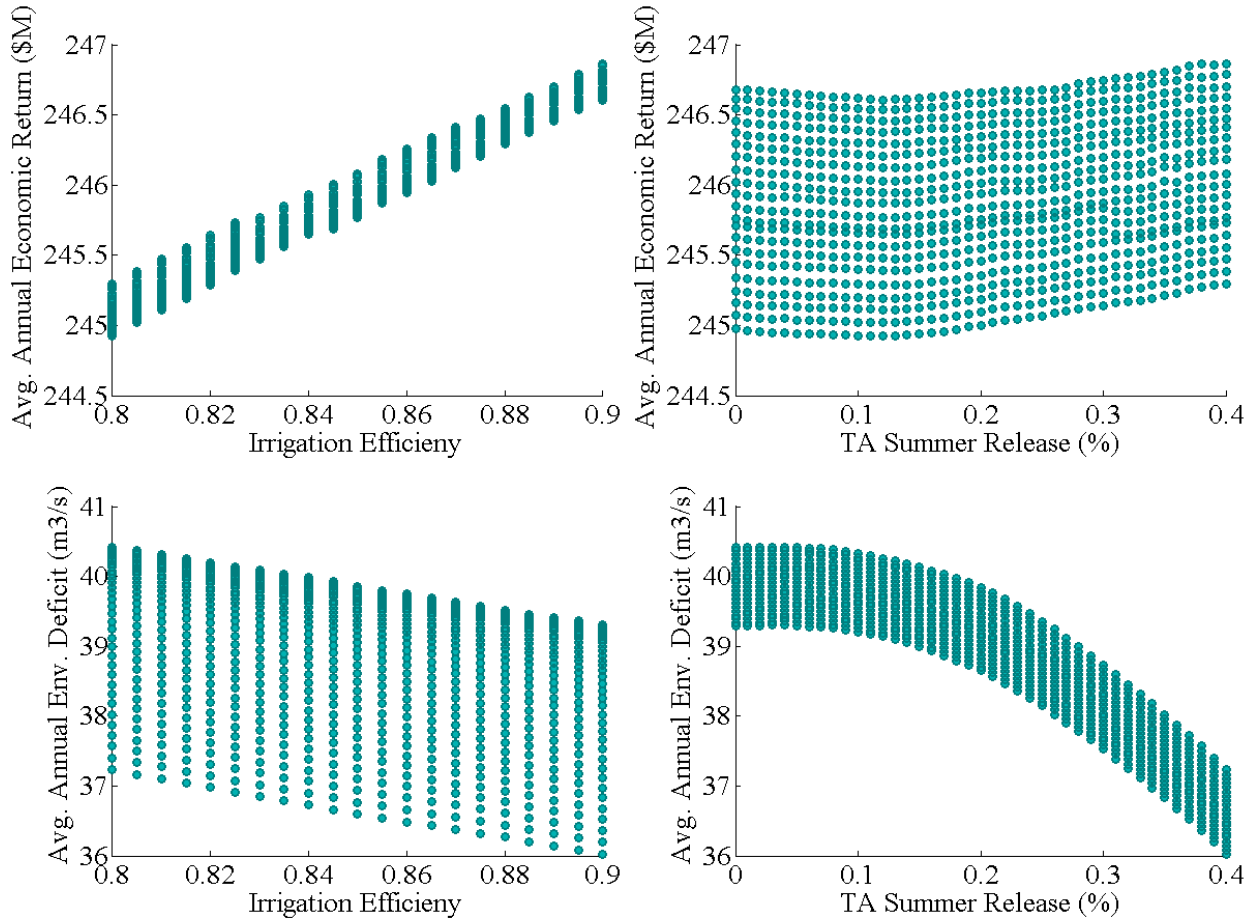 Avg. Annual Economic Return ($M)
247
246.5
246
245.5
245
244.5
0.8 0.82 0.84 0.86 0.88 0.9
Irrigation Efficieny
Avg. Annual Economic Return ($M)
247
246.5
246
245.5
245
244.5
0 0.1 0.2 0.3 0.4
TA Summer Release (%)
Avg. Annual Env. Deficit (m3/s)
41
40
39
38
37
36
0.8 0.82 0.84 0.86 0.88 0.9
Irrigation Efficieny
Avg. Annual Env. Deficit (m3/s)
41
40
39
38
37
36
0 0.1 0.2 0.3 0.4
TA Summer Release (%)